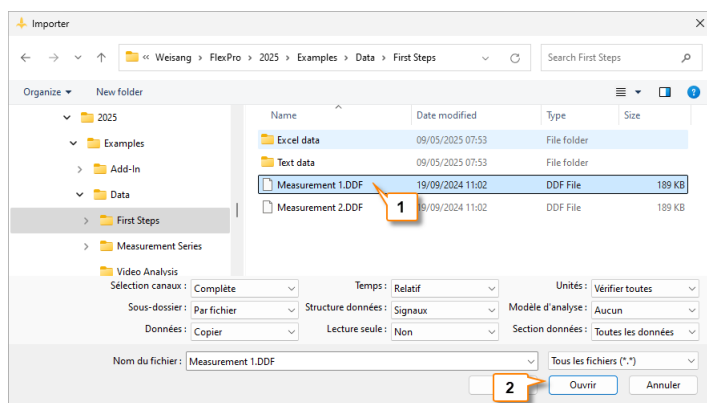 Importer
« Weisang > FlexPro > 2025 > Examples > Data > First Steps
Search First Steps
Organize New folder
2025
Examples
Add-In
Data
First Steps
Measurement Series
Video Analysis
Name Date modified Type Size
Excel data 09/05/2025 07:53 File folder
Text data 09/05/2025 07:53 File folder
Measurement 1.DDF 19/09/2024 11:02 DDF File 189 KB
Measurement 2.DDF 19/09/2024 11:02 DDF File 189 KB
1
Sélection canaux : Complète Temps : Relatif Unités : Vérifier toutes
Sous-dossier : Par fichier Structure données : Signaux Modèle d'analyse : Aucun
Données : Copier Lecture seule : Non Section données : Toutes les données
Nom du fichier : Measurement 1.DDF Tous les fichiers (*.*)
2 Ouvrir Annuler